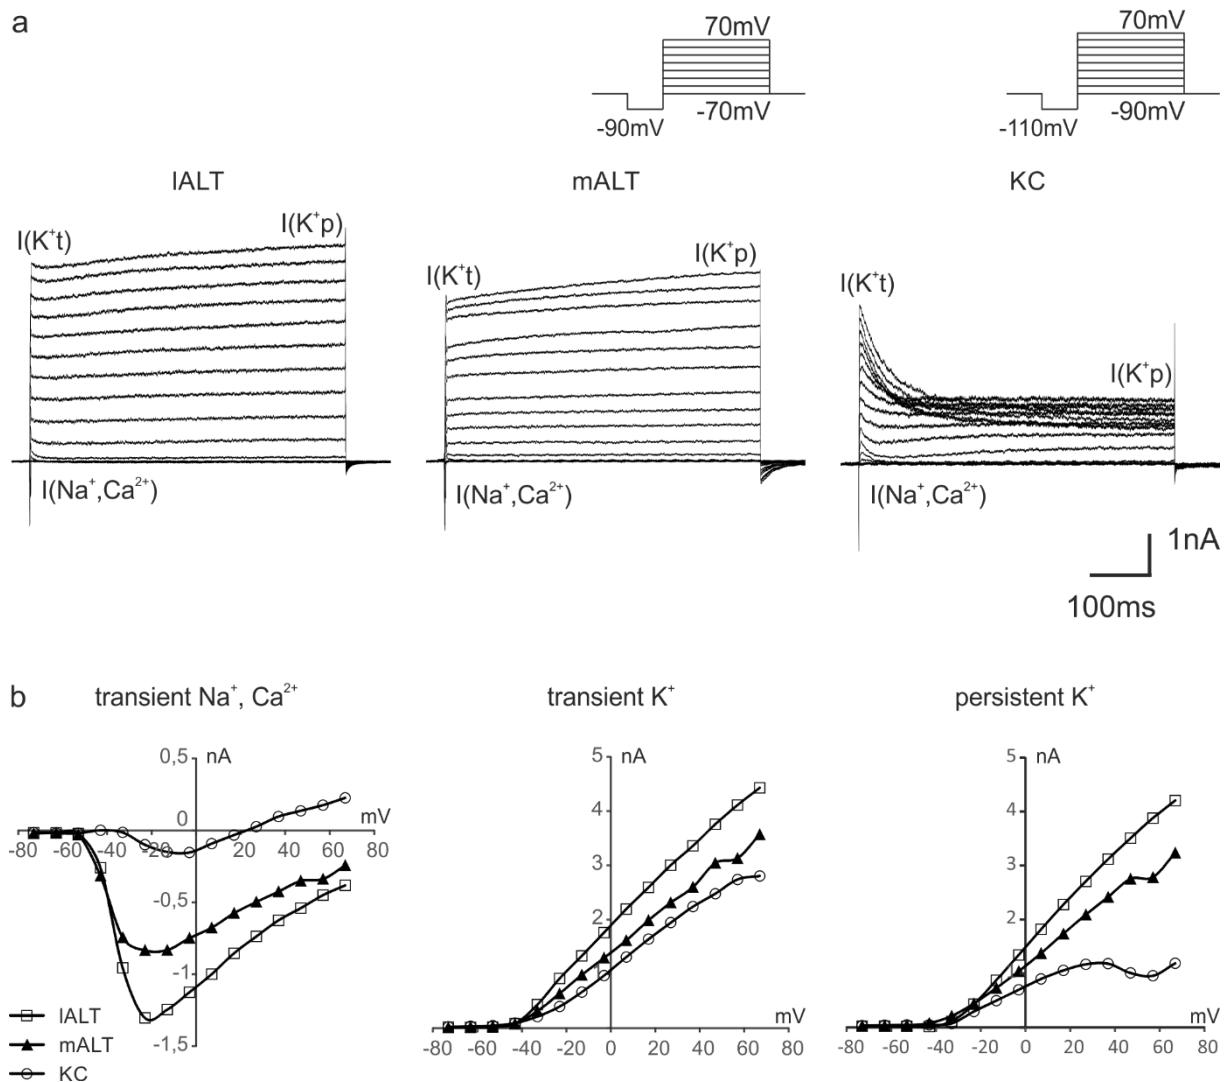 a
70mV
-90mV
-70mV
70mV
-110mV
-90mV
lALT
mALT
KC
I(K⁺t)
I(K⁺p)
I(Na⁺,Ca²⁺)
I(K⁺t)
I(K⁺p)
I(Na⁺,Ca²⁺)
I(K⁺t)
I(K⁺p)
I(Na⁺,Ca²⁺)
1nA
100ms
b
transient Na⁺, Ca²⁺
transient K⁺
persistent K⁺
0,5
nA
0
mV
-80 -60 -40 -20 20 40 60 80
-0,5
-1
-1,5
lALT
mALT
KC
5
nA
4
3
2
1
mV
-80 -60 -40 -20 0 20 40 60 80
5
nA
4
3
2
1
mV
-80 -60 -40 -20 0 20 40 60 80